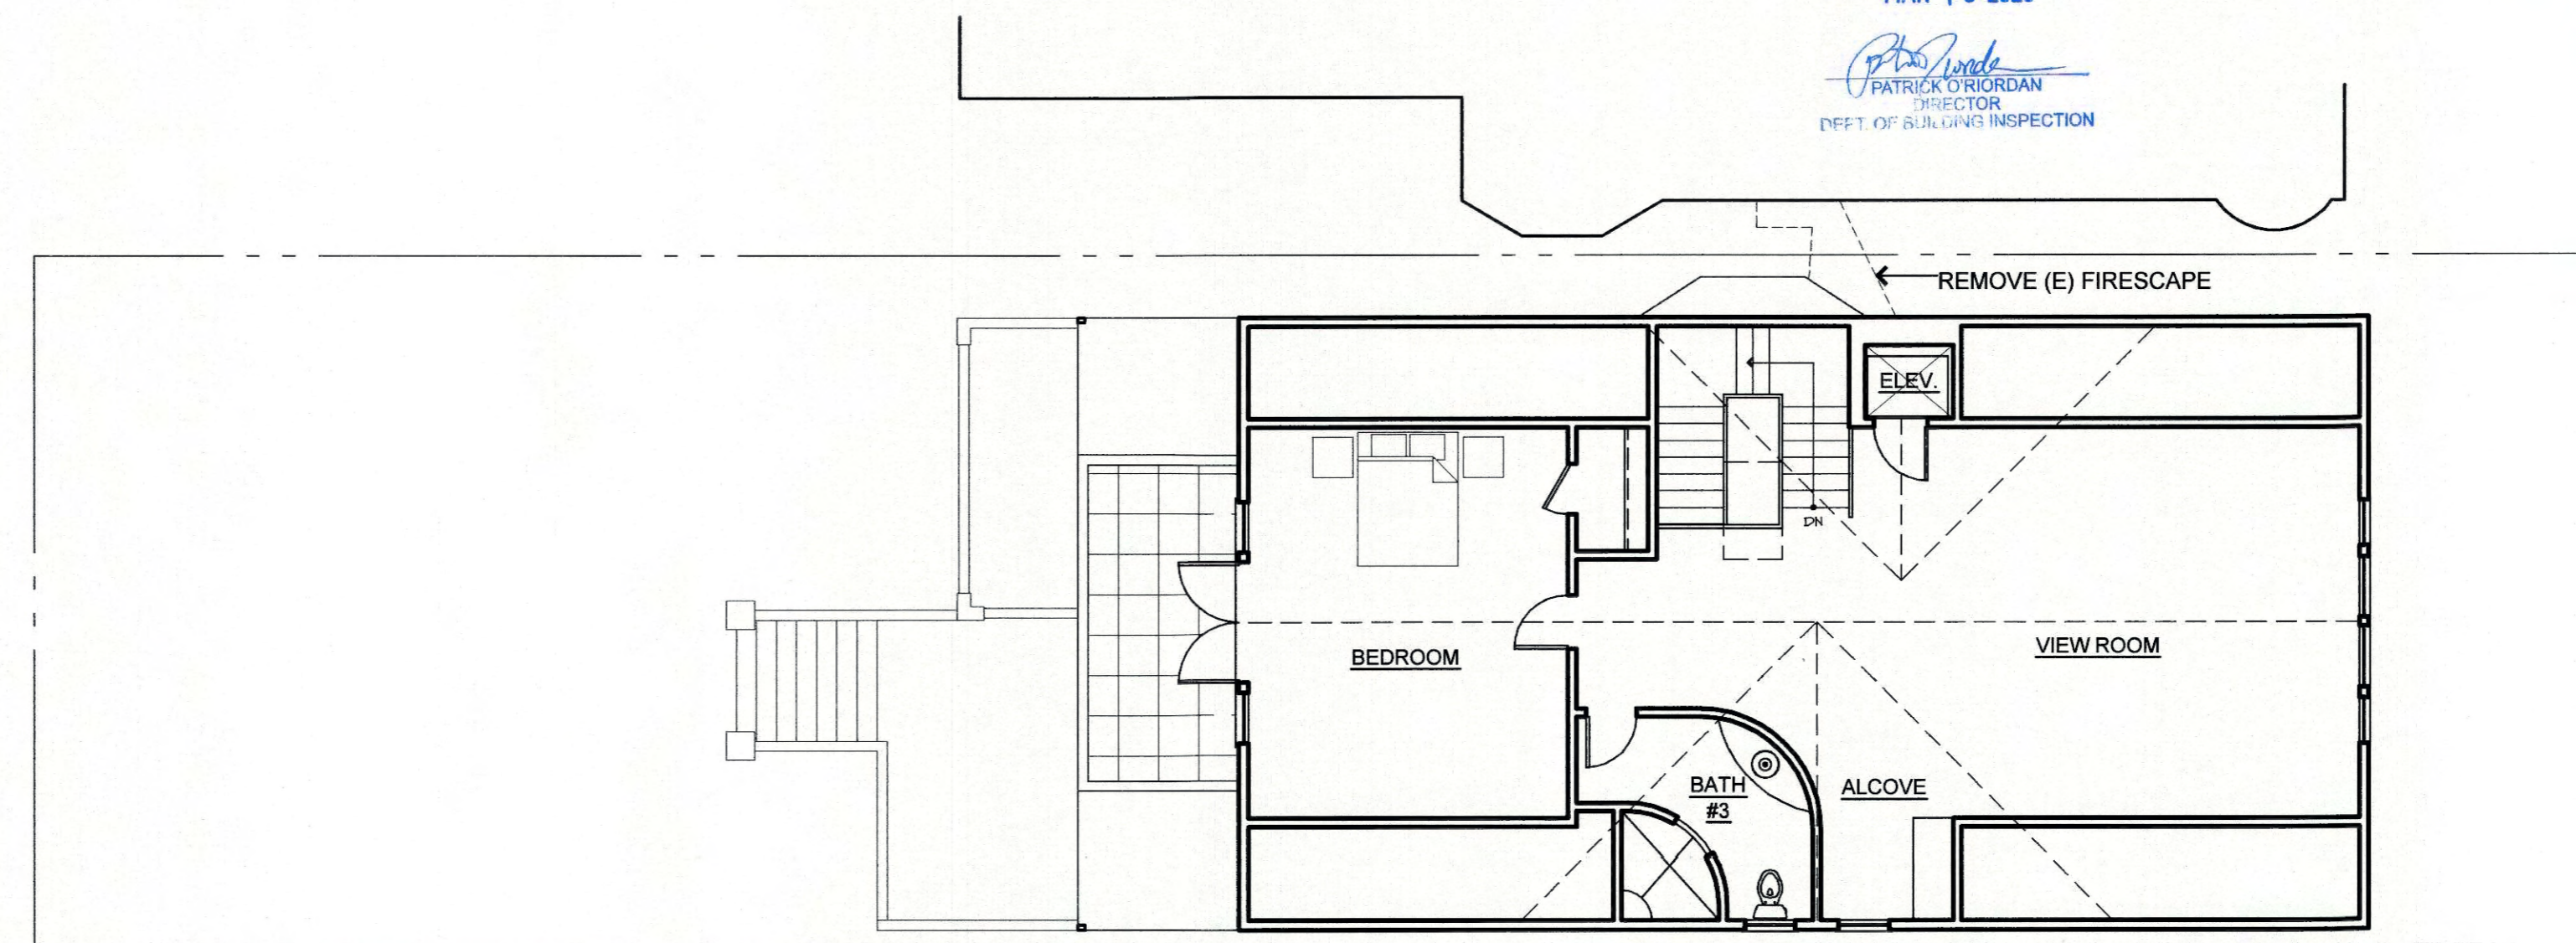 PATRICK O'RIORDAN
DIRECTOR
DEPT. OF BUILDING INSPECTION
REMOVE (E) FIRESCAPE
ELEV.
DN
BEDROOM
VIEW ROOM
BATH
#3
ALCOVE